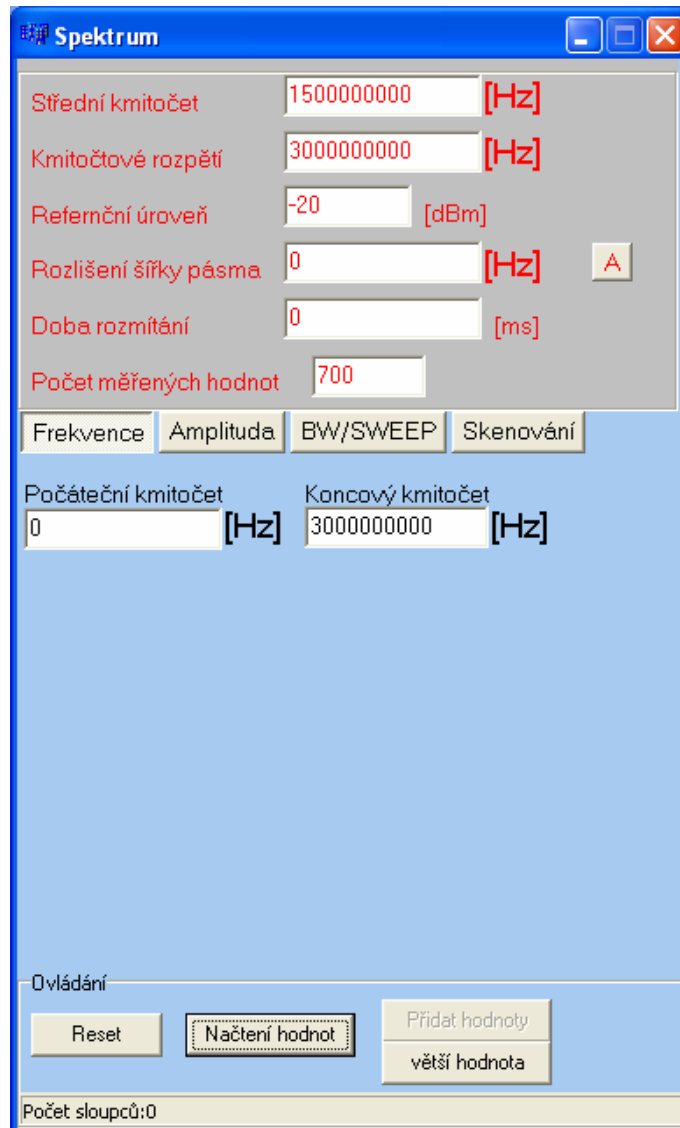 Spektrum
Střední kmitočet 1500000000 [Hz]
Kmitočtové rozpětí 3000000000 [Hz]
Refernční úroveň -20 [dBm]
Rozlišení šířky pásma 0 [Hz] A
Doba rozmítání 0 [ms]
Počet měřených hodnot 700
Frekvence Amplituda BW/SWEEP Skenování
Počáteční kmitočet Koncový kmitočet
0 [Hz] 3000000000 [Hz]
Ovládání
Reset Načtení hodnot Přidat hodnoty
větší hodnota
Počet sloupců:0